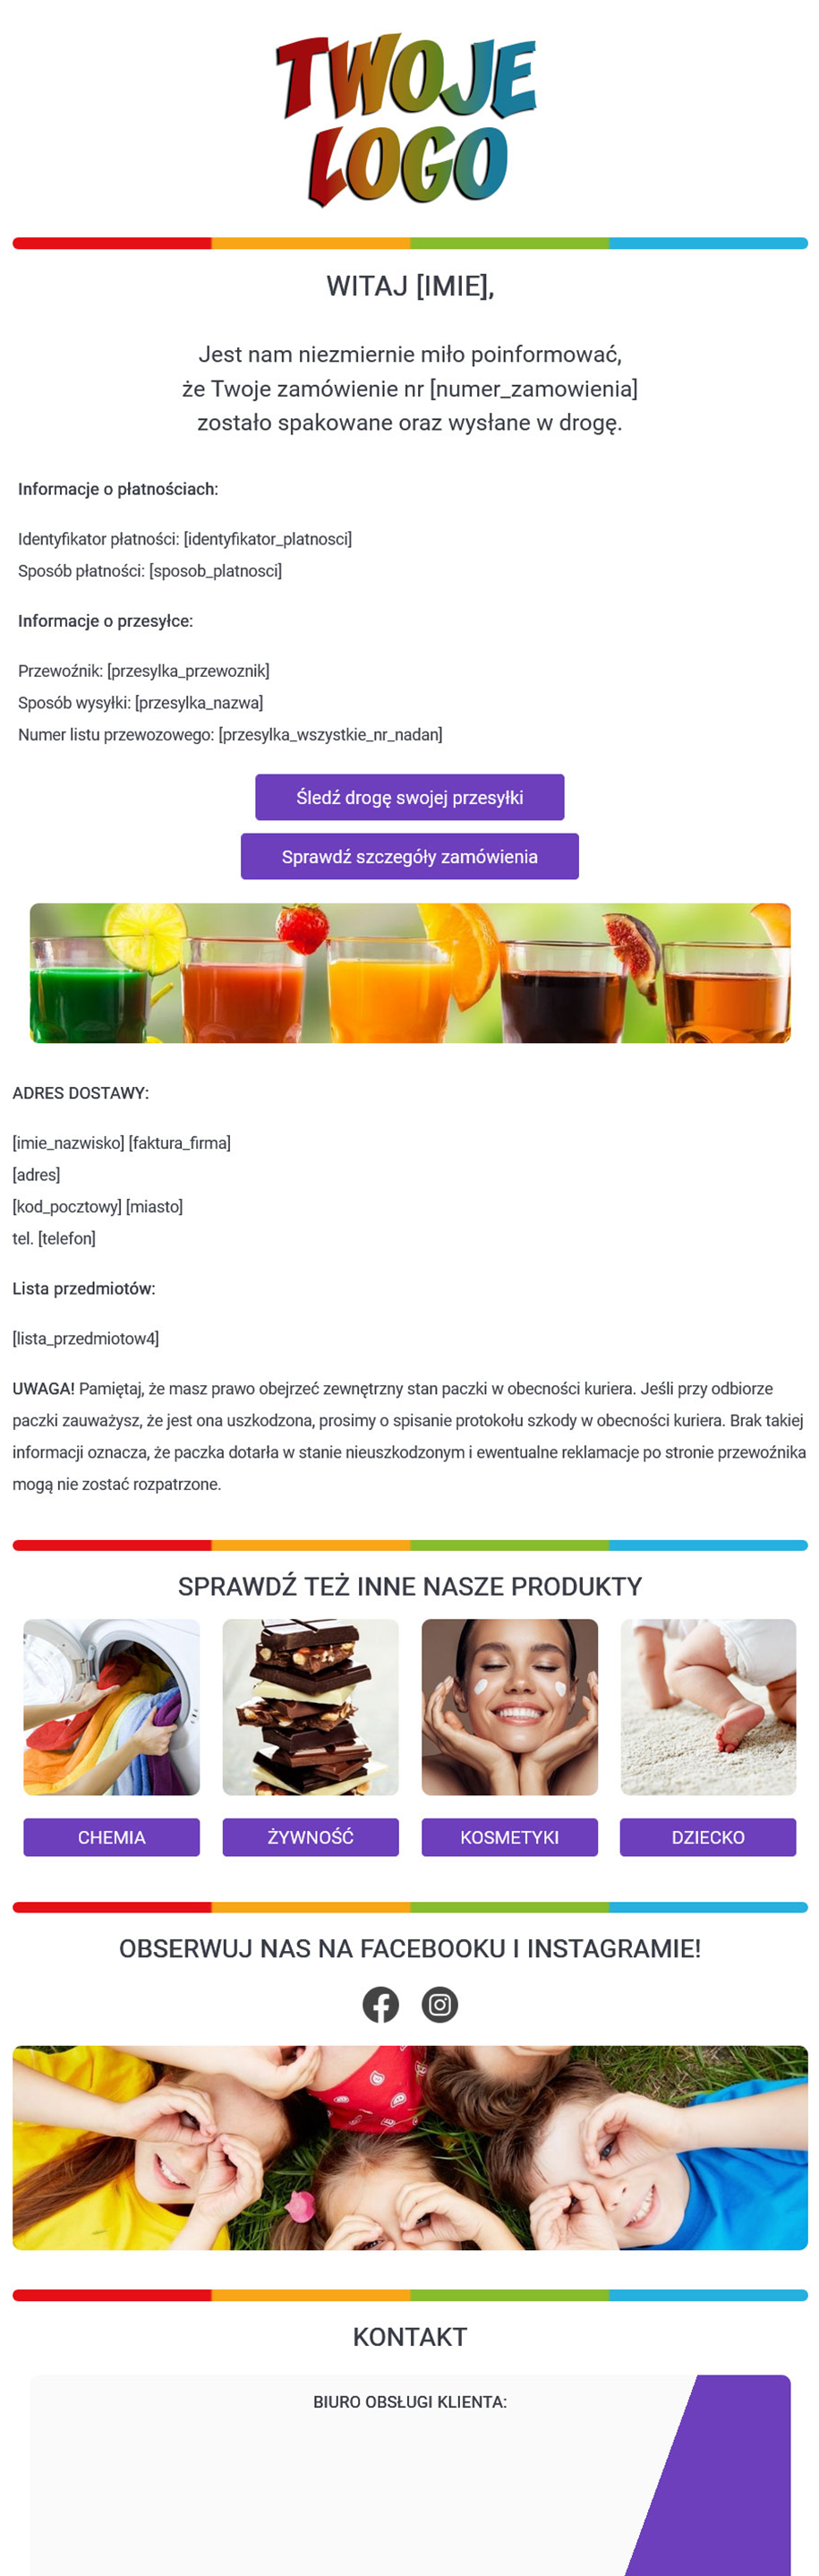 TWOJE
LOGO
WITAJ [IMIE],
Jest nam niezmiernie miło poinformować,
że Twoje zamówienie nr [numer_zamowienia]
zostało spakowane oraz wysłane w drogę.
Informacje o płatnościach:
Identyfikator płatności: [identyfikator_platnosci]
Sposób płatności: [sposob_platnosci]
Informacje o przesyłce:
Przewoźnik: [przesylka_przewoznik]
Sposób wysyłki: [przesylka_nazwa]
Numer listu przewozowego: [przesylka_wszystkie_nr_nadan]
Śledź drogę swojej przesyłki
Sprawdź szczegóły zamówienia
ADRES DOSTAWY:
[imie_nazwisko] [faktura_firma]
[adres]
[kod_pocztowy] [miasto]
tel. [telefon]
Lista przedmiotów:
[lista_przedmiotow4]
UWAGA! Pamiętaj, że masz prawo obejrzeć zewnętrzny stan paczki w obecności kuriera. Jeśli przy odbiorze
paczki zauważysz, że jest ona uszkodzona, prosimy o spisanie protokołu szkody w obecności kuriera. Brak takiej
informacji oznacza, że paczka dotarła w stanie nieuszkodzonym i ewentualne reklamacje po stronie przewoźnika
mogą nie zostać rozpatrzone.
SPRAWDŹ TEŻ INNE NASZE PRODUKTY
CHEMIA
ŻYWNOŚĆ
KOSMETYKI
DZIECKO
OBSERWUJ NAS NA FACEBOOKU I INSTAGRAMIE!
KONTAKT
BIURO OBSŁUGI KLIENTA: